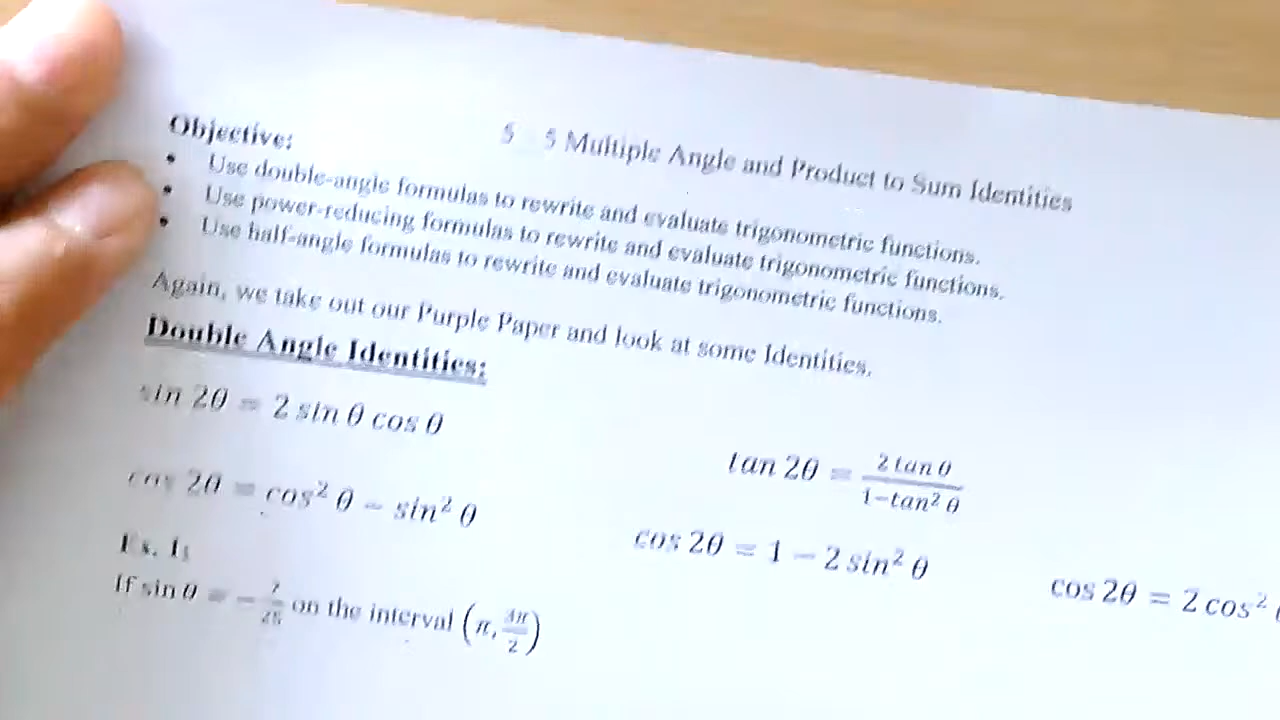 5 5 Multiple Angle and Product to Sum Identities
Objective:
• Use double-angle formulas to rewrite and evaluate trigonometric functions.
• Use power-reducing formulas to rewrite and evaluate trigonometric functions.
• Use half-angle formulas to rewrite and evaluate trigonometric functions.
Again, we take out our Purple Paper and look at some Identities.
Double Angle Identities:
sin 2θ = 2 sin θ cos θ
tan 2θ = 2 tan θ / 1−tan² θ
cos 2θ = cos² θ − sin² θ
cos 2θ = 1 − 2 sin² θ
cos 2θ = 2 cos²
Ex. 1:
If sin θ = −7/25 on the interval (π, 3π/2)